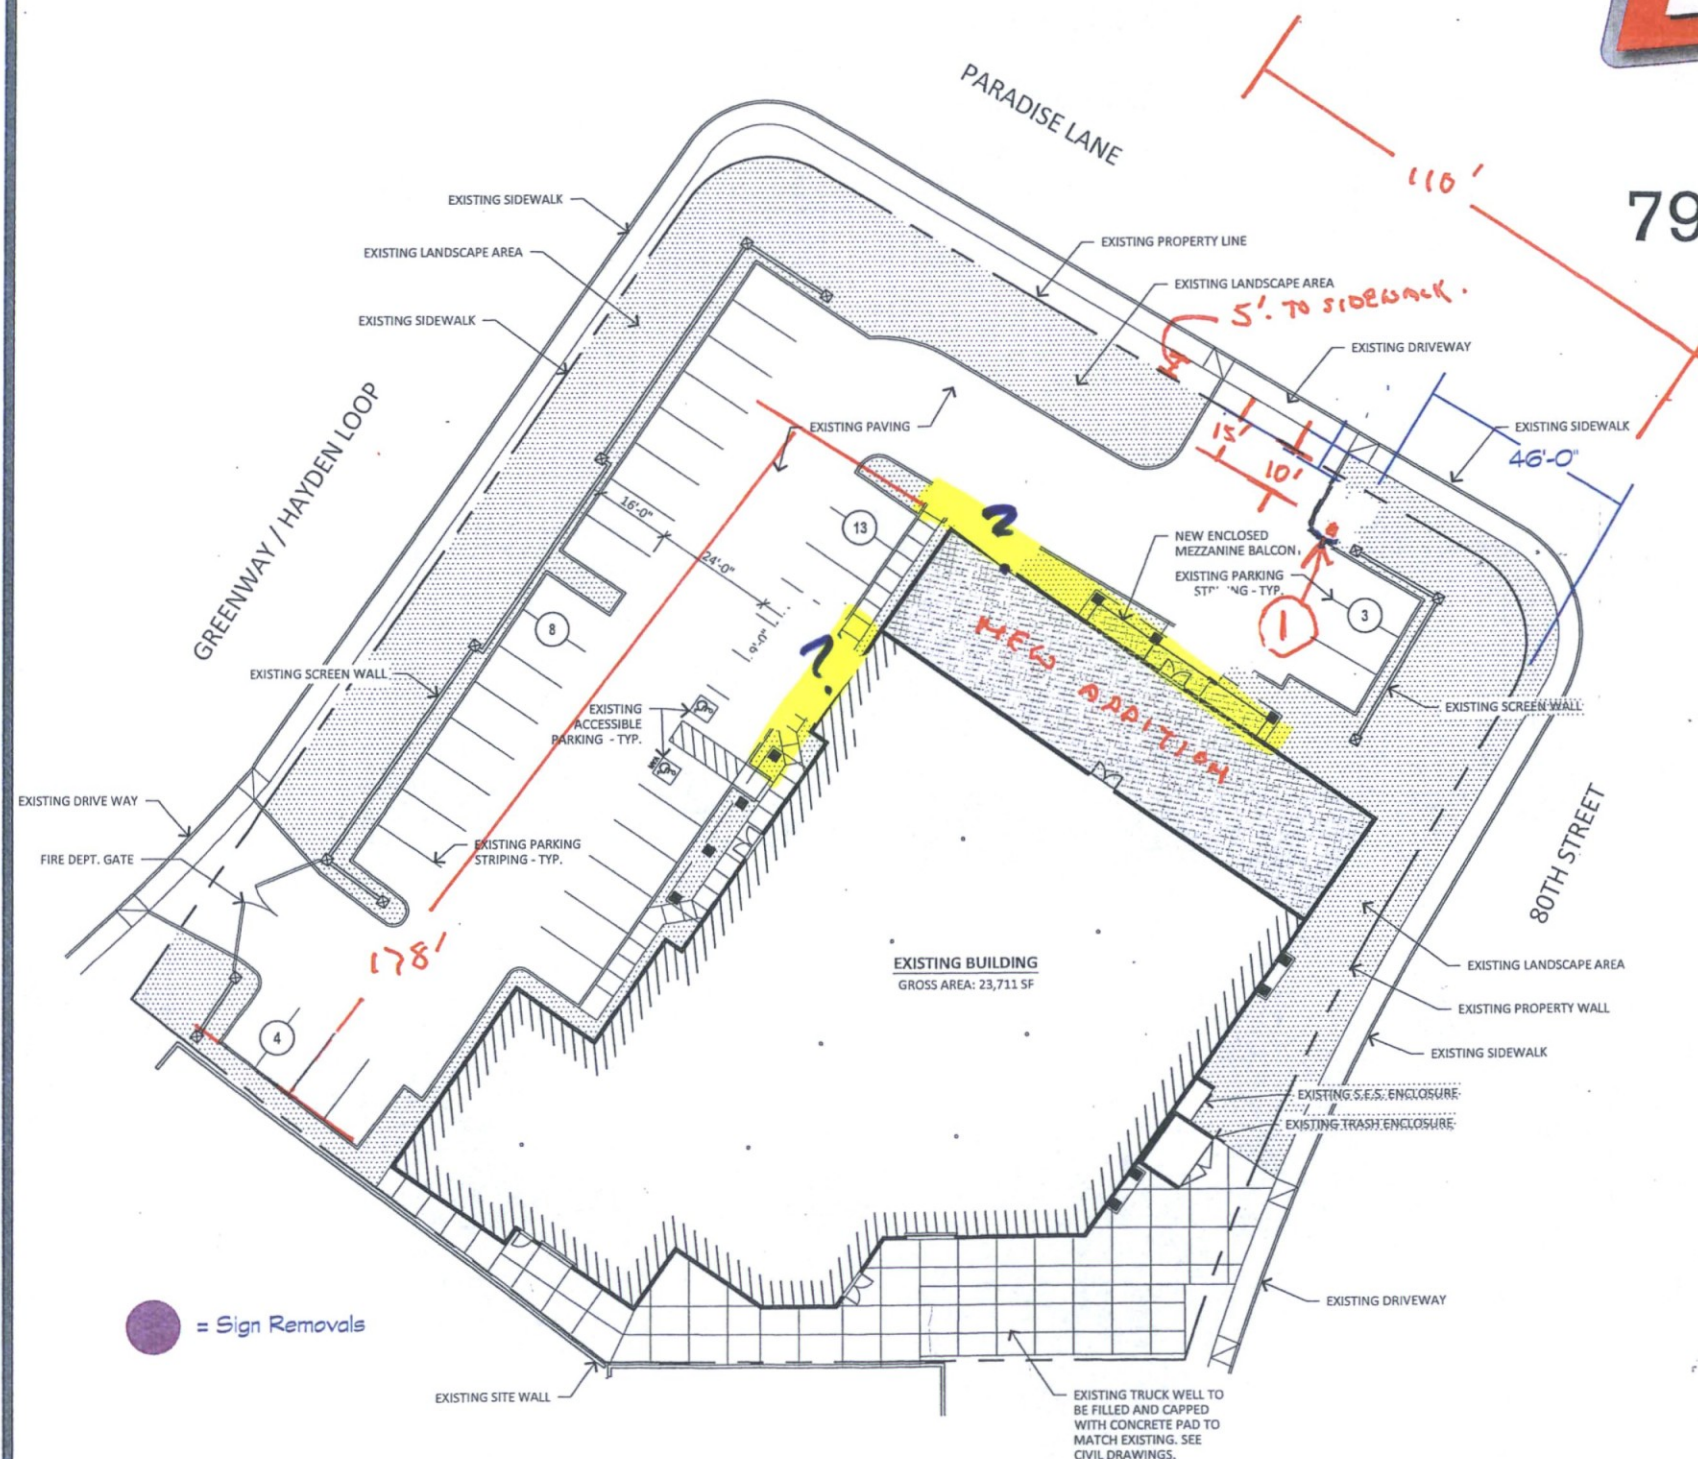 PARADISE LANE
110'
79
EXISTING SIDEWALK
EXISTING LANDSCAPE AREA
EXISTING SIDEWALK
EXISTING PROPERTY LINE
EXISTING LANDSCAPE AREA
5'. TO SIDEWALK.
EXISTING DRIVEWAY
EXISTING SIDEWALK
46'-0"
15'
10'
GREENWAY / HAYDEN LOOP
EXISTING PAVING
16'-0"
24'-0"
9'-0"
13
8
2
2
NEW ENCLOSED
MEZZANINE BALCON
EXISTING PARKING
- TYP.
1
3
NEW ADDITION
EXISTING SCREEN WALL
EXISTING SCREEN WALL
EXISTING
ACCESSIBLE
PARKING - TYP.
EXISTING DRIVE WAY
FIRE DEPT. GATE
EXISTING PARKING
STRIPING - TYP.
178'
4
80TH STREET
EXISTING BUILDING
GROSS AREA: 23,711 SF
EXISTING LANDSCAPE AREA
EXISTING PROPERTY WALL
EXISTING SIDEWALK
EXISTING S.E.S. ENCLOSURE
EXISTING TRASH ENCLOSURE
EXISTING DRIVEWAY
= Sign Removals
EXISTING SITE WALL
EXISTING TRUCK WELL TO
BE FILLED AND CAPPED
WITH CONCRETE PAD TO
MATCH EXISTING. SEE
CIVIL DRAWINGS.